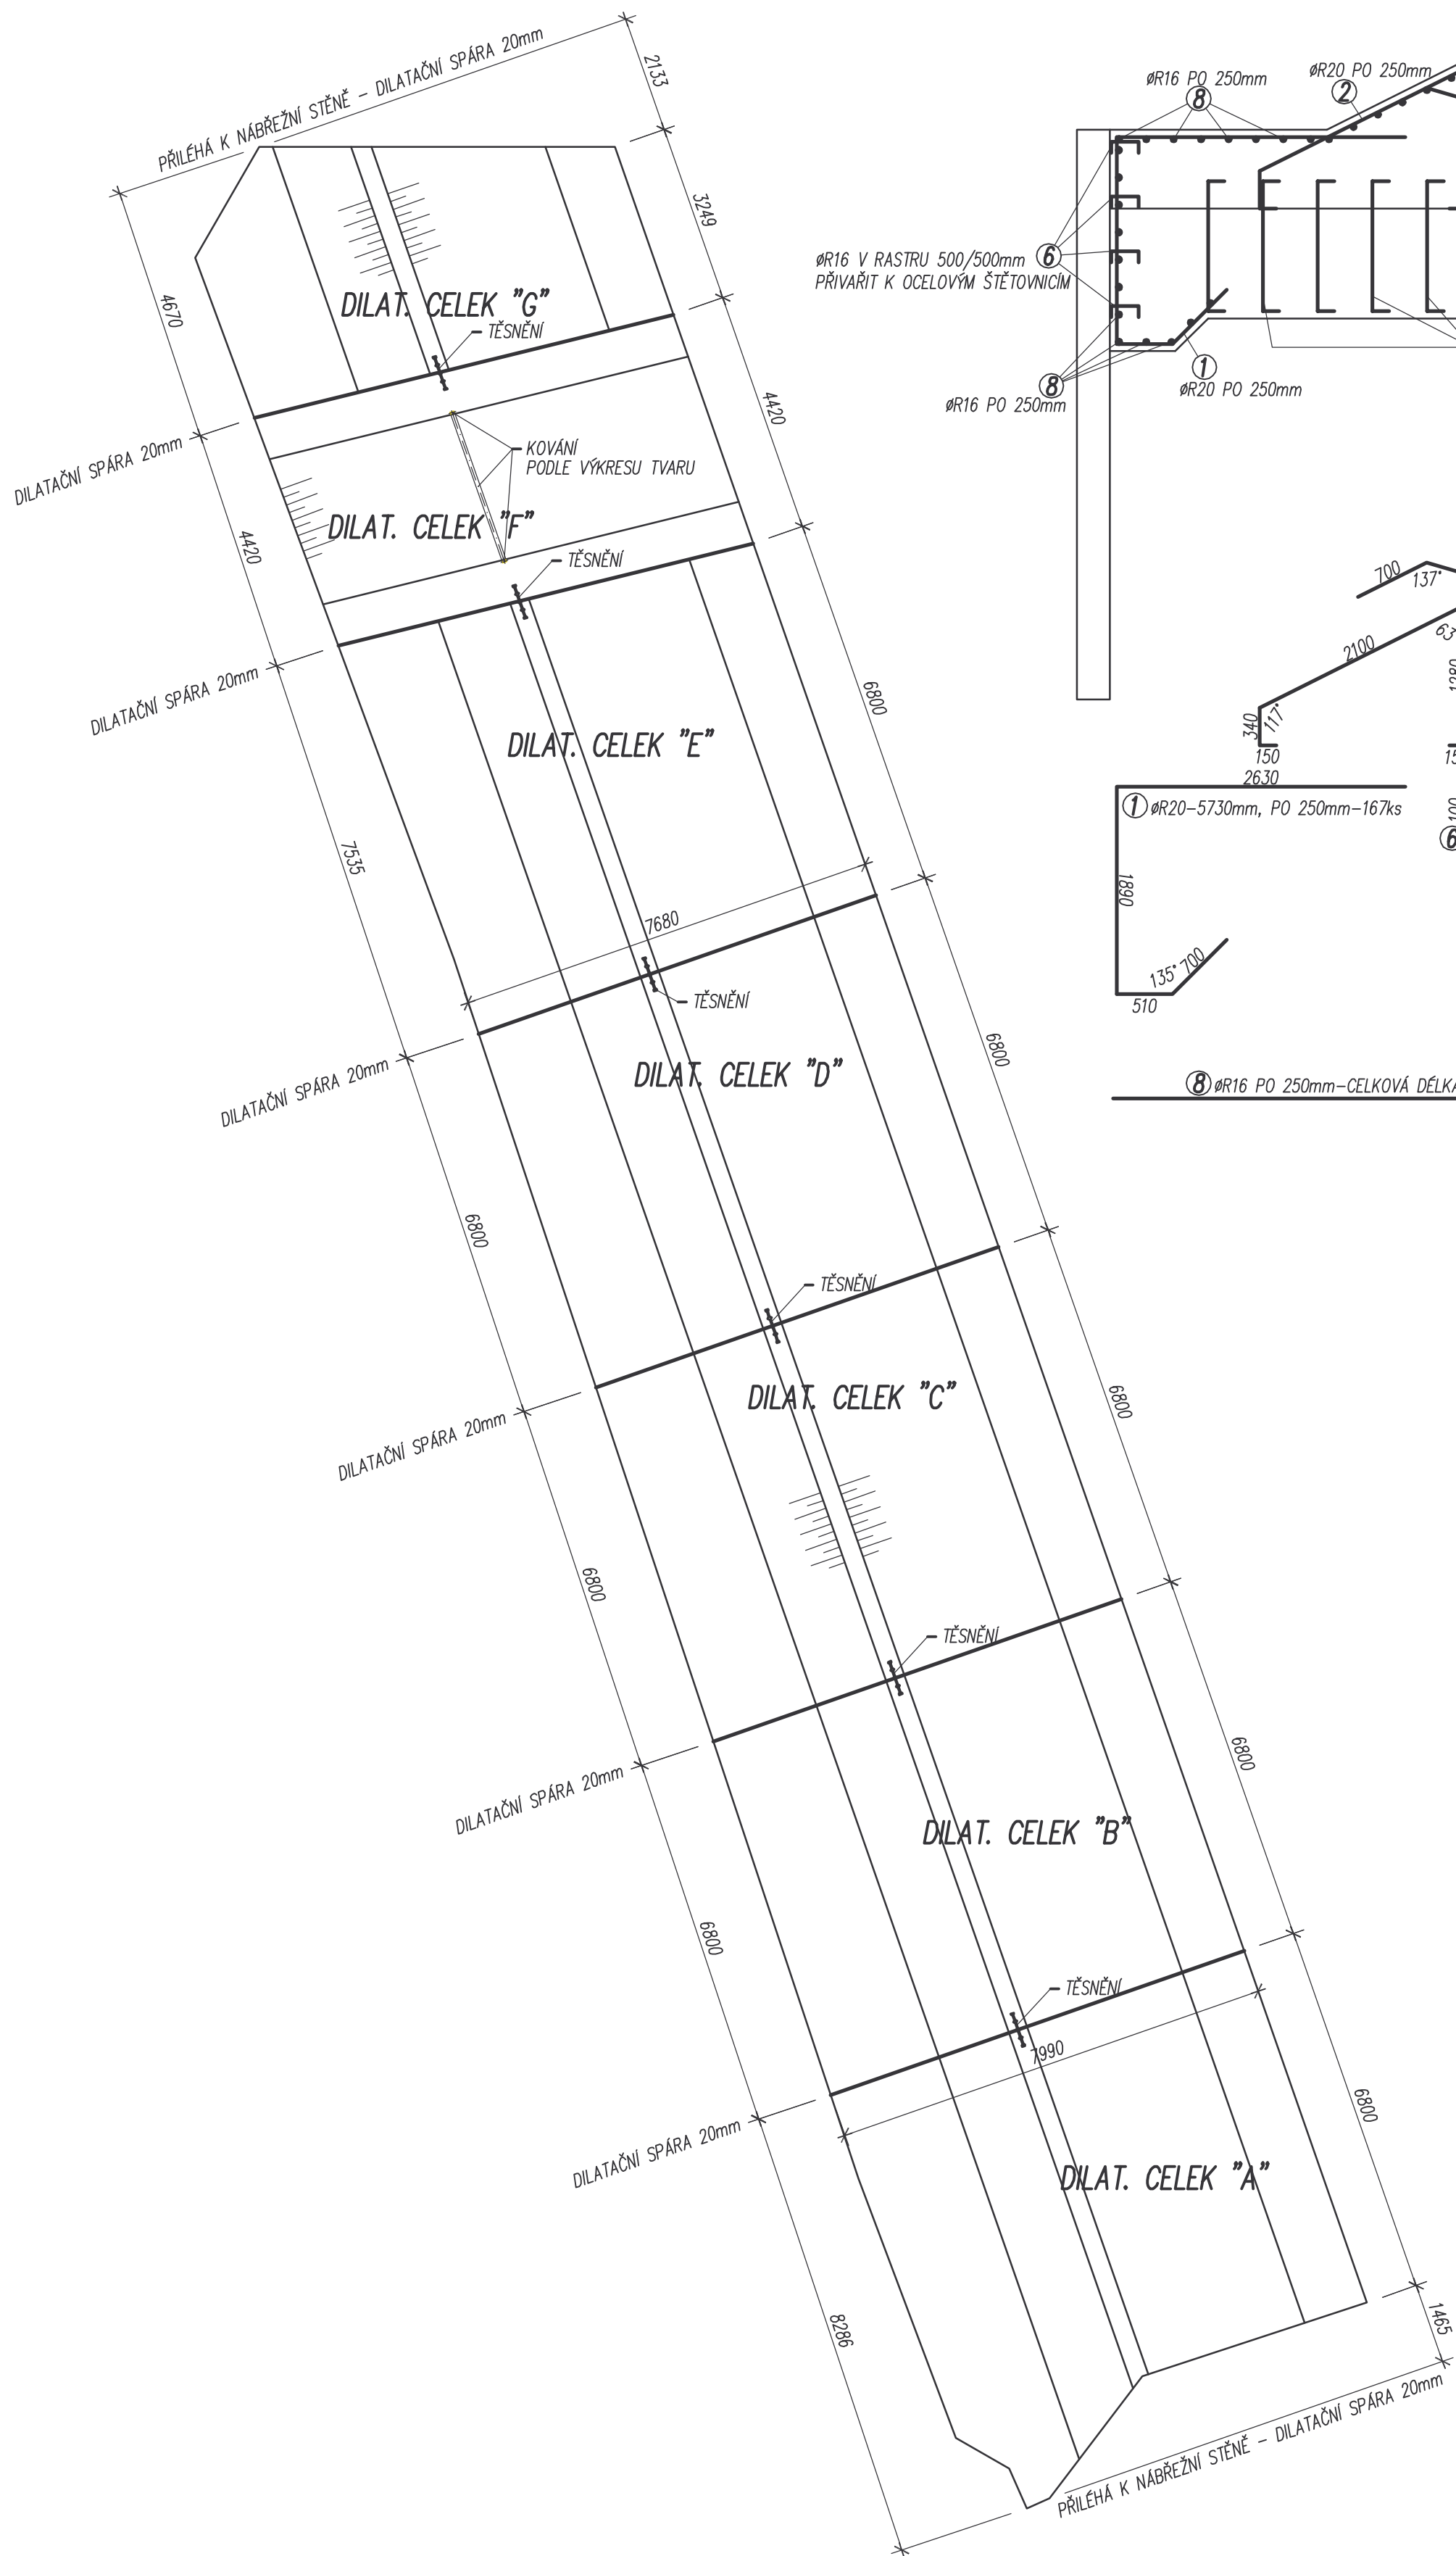 PŘILÉHÁ K NÁBŘEŽNÍ STĚNĚ - DILATAČNÍ SPÁRA 20mm
2133
3249
4670
DILAT. CELEK "G"
TĚSNĚNÍ
4420
DILATAČNÍ SPÁRA 20mm
KOVÁNÍ
PODLE VÝKRESU TVARU
4420
DILAT. CELEK "F"
TĚSNĚNÍ
DILATAČNÍ SPÁRA 20mm
6800
DILAT. CELEK "E"
7535
7680
TĚSNĚNÍ
DILATAČNÍ SPÁRA 20mm
6800
DILAT. CELEK "D"
6800
TĚSNĚNÍ
DILATAČNÍ SPÁRA 20mm
6800
DILAT. CELEK "C"
6800
TĚSNĚNÍ
DILATAČNÍ SPÁRA 20mm
6800
DILAT. CELEK "B"
6800
TĚSNĚNÍ
7990
DILATAČNÍ SPÁRA 20mm
6800
DILAT. CELEK "A"
8286
1465
PŘILÉHÁ K NÁBŘEŽNÍ STĚNĚ - DILATAČNÍ SPÁRA 20mm
øR16 PO 250mm
8
øR20 PO 250mm
2
øR16 V RASTRU 500/500mm
PŘIVAŘIT K OCELOVÝM ŠTĚTOVNICÍM
6
8
øR16 PO 250mm
1
øR20 PO 250mm
700
137°
2100
63°
1280
340
117°
150
2630
1 øR20-5730mm, PO 250mm-167ks
100
6
1860
135°
700
510
8 øR16 PO 250mm-CELKOVÁ DÉLKA